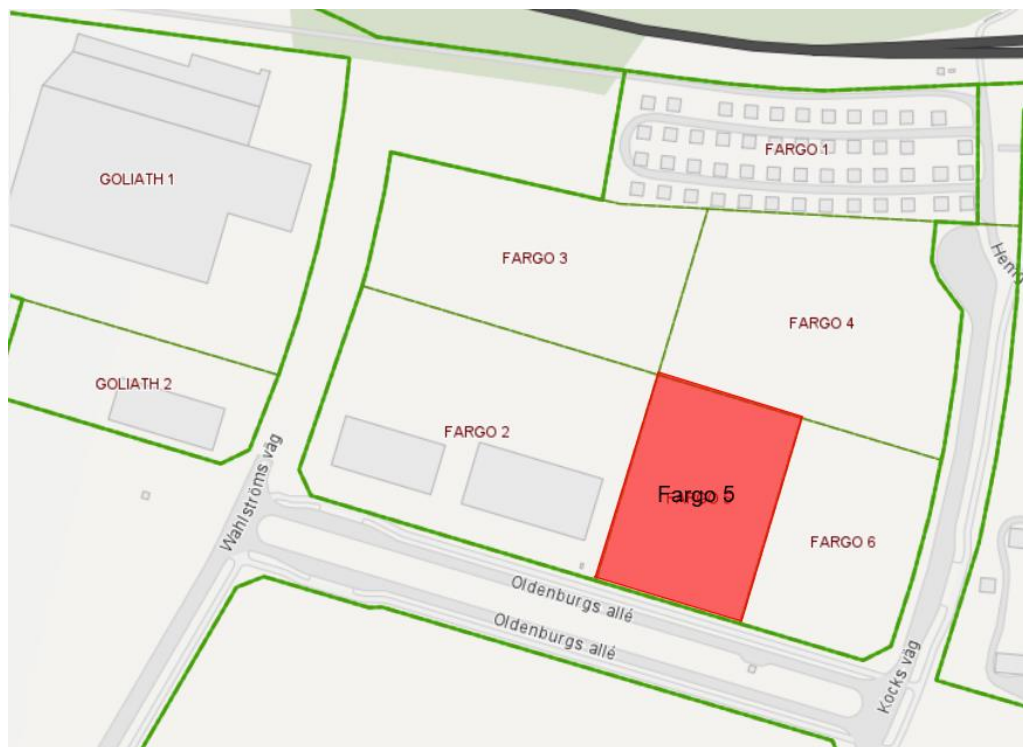 FARGO 1
GOLIATH 1
FARGO 3
Henry
FARGO 4
GOLIATH 2
FARGO 2
Wahlströms väg
Fargo 5
FARGO 6
Oldenburgs allé
Oldenburgs allé
Kocks väg